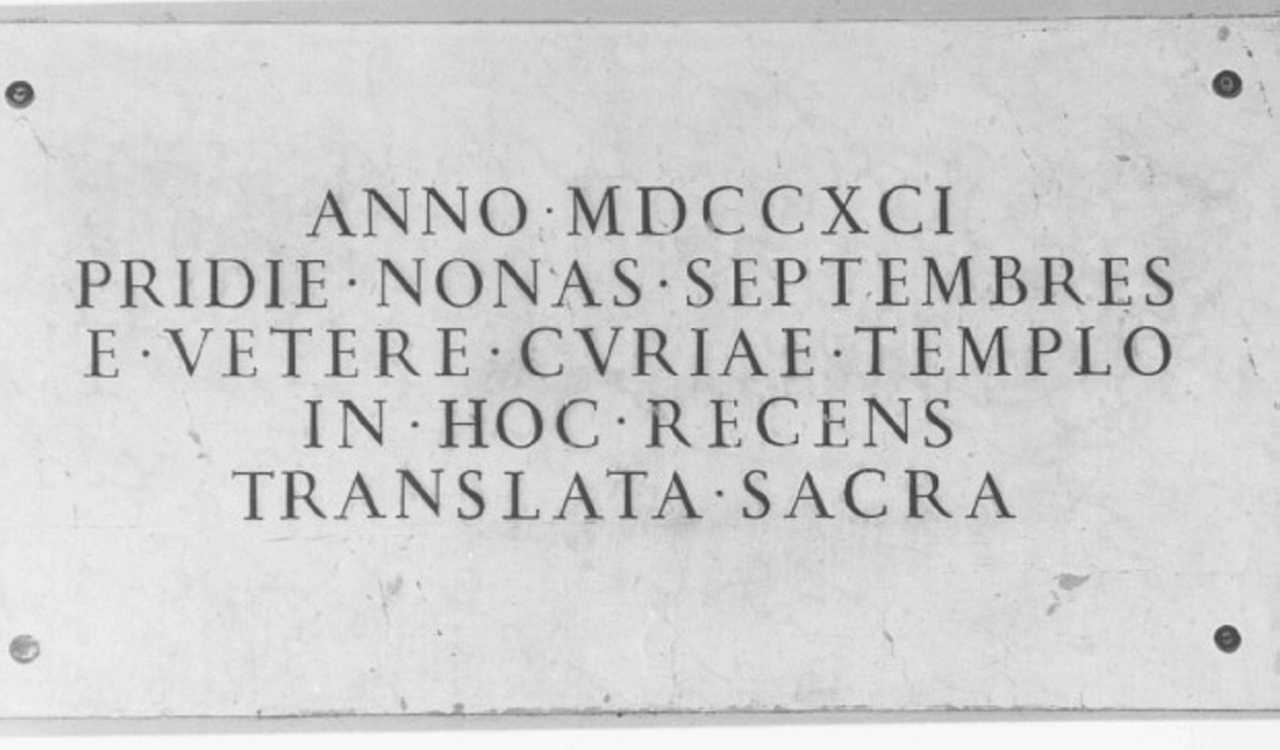 ANNO · MDCCXCI
PRIDIE · NONAS · SEPTEMBRES
E · VETERE · CVRIAE · TEMPLO
IN · HOC · RECENS
TRANSLATA · SACRA